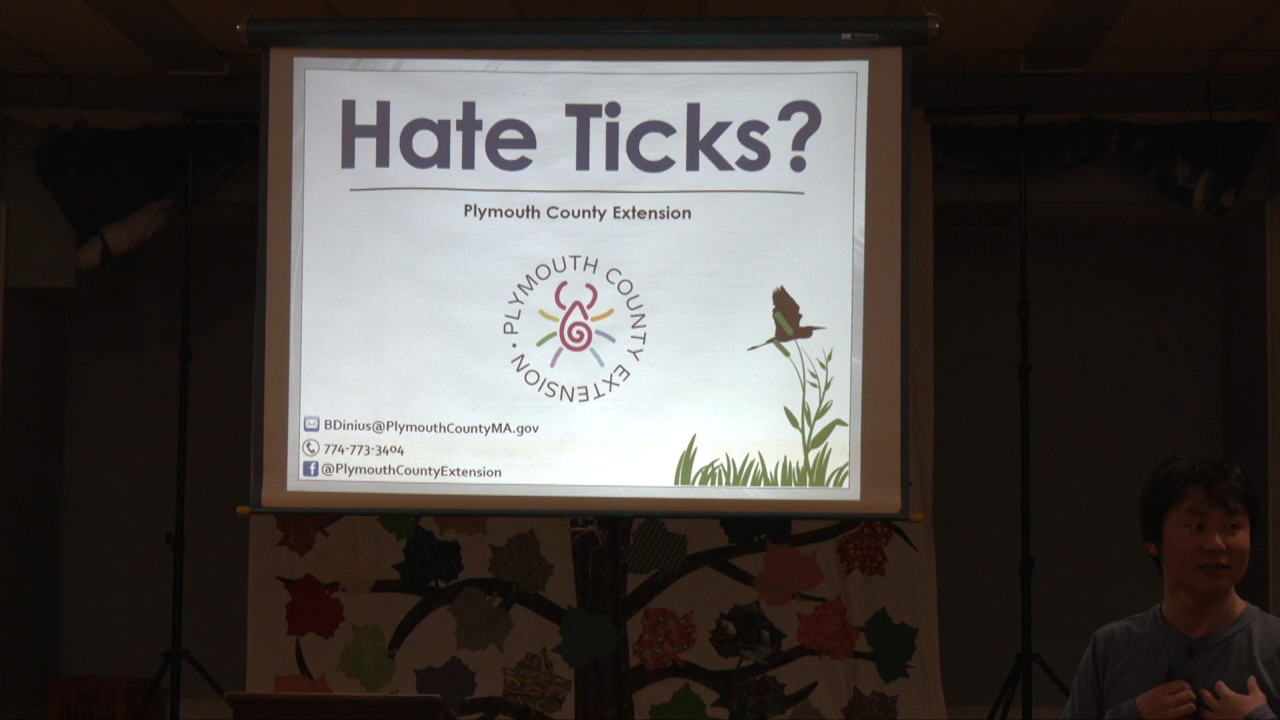 Hate Ticks?
Plymouth County Extension
PLYMOUTH COUNTY EXTENSION •
BDinius@PlymouthCountyMA.gov
774-773-3404
@PlymouthCountyExtension